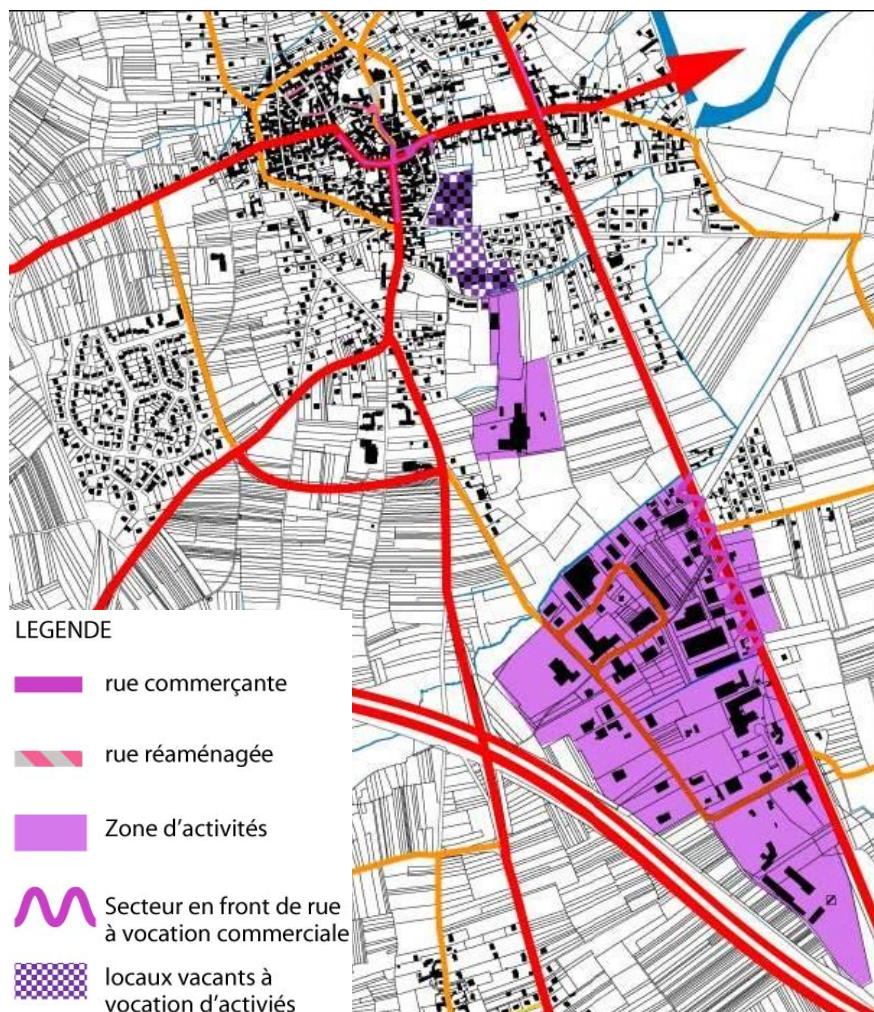 LEGENDE
rue commerçante
rue réaménagée
Zone d'activités
Secteur en front de rue
à vocation commerciale
locaux vacants à
vocation d'activiés